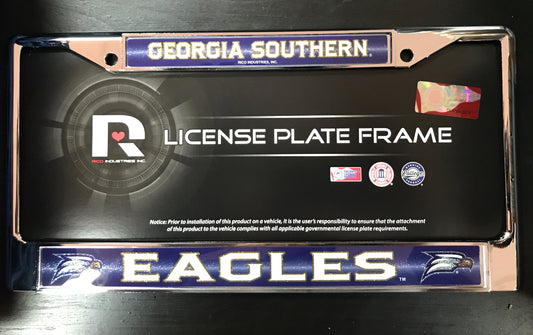 GEORGIA SOUTHERN®
RICO INDUSTRIES, INC.
R
RICO INDUSTRIES INC.
LICENSE PLATE FRAME
Notice: Prior to installation of this product on a vehicle, it is the user's responsibility to ensure that the attachment
of this product to the vehicle complies with all applicable governmental license plate requirements.
EAGLES™